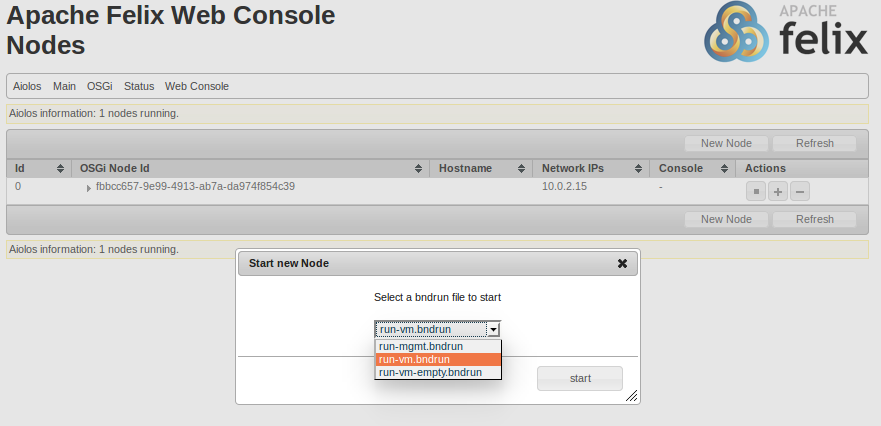 Apache Felix Web Console
Nodes
APACHE
felix
Aiolos Main OSGi Status Web Console
Aiolos information: 1 nodes running.
New Node Refresh
Id OSGi Node Id Hostname Network IPs Console Actions
0 fbbcc657-9e99-4913-ab7a-da974f854c39 10.0.2.15 -
New Node Refresh
Aiolos information: 1 nodes running.
Start new Node
Select a bndrun file to start
run-vm.bndrun
run-mgmt.bndrun
run-vm.bndrun
run-vm-empty.bndrun
start